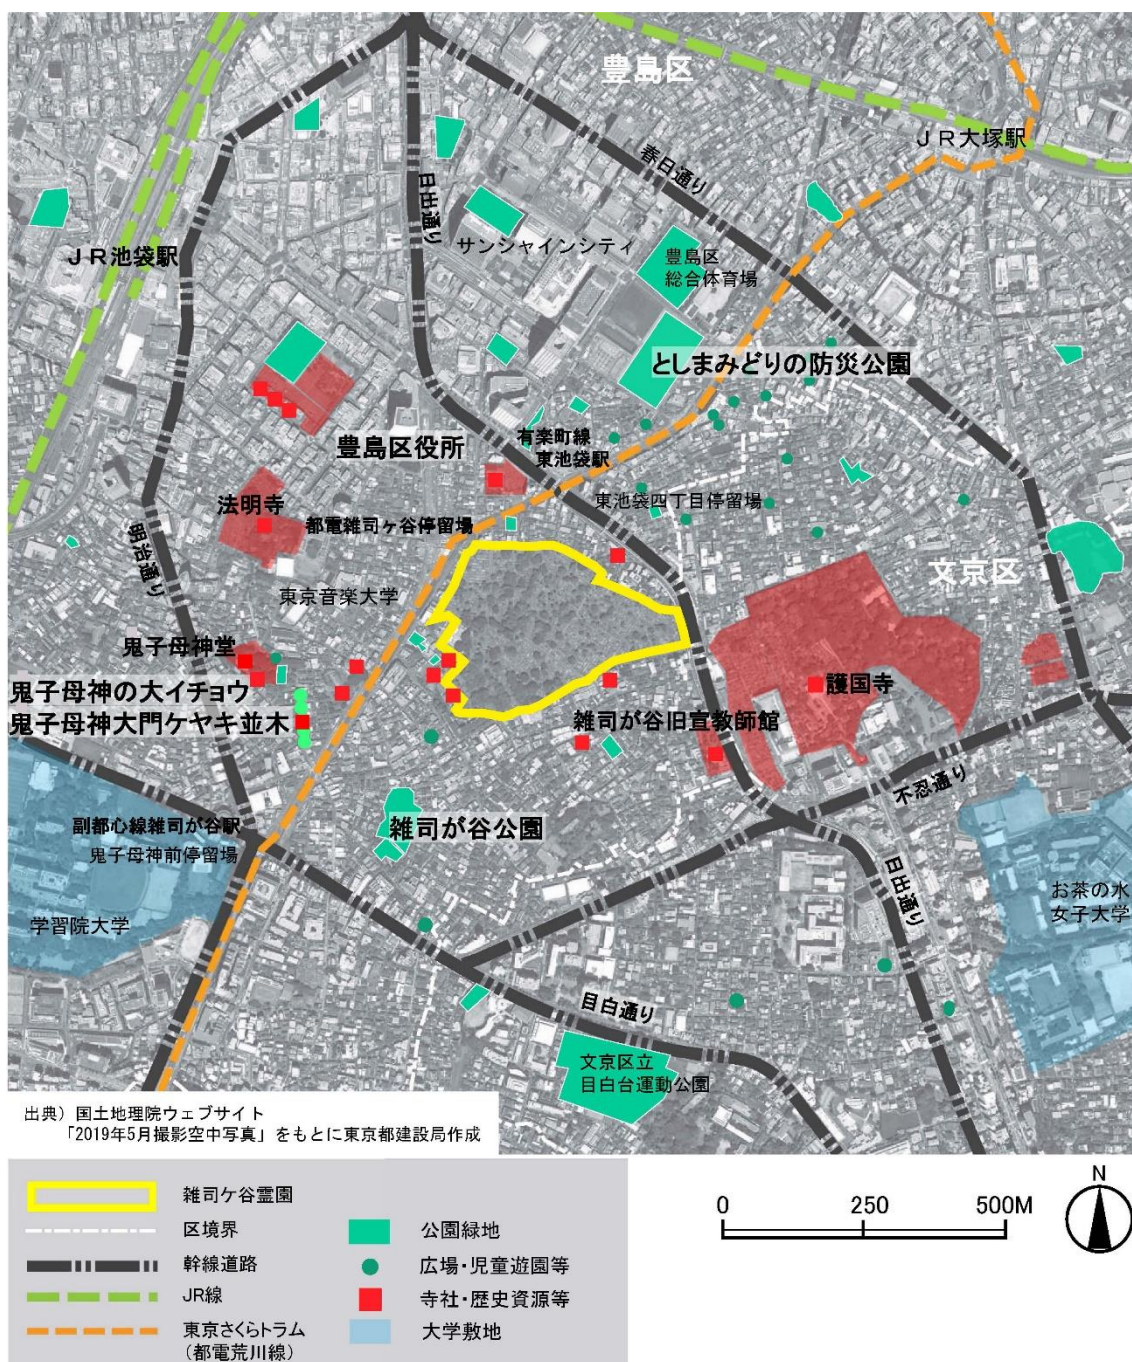 豊島区
ＪＲ大塚駅
春日通り
日出通り
サンシャインシティ
ＪＲ池袋駅
豊島区
総合体育場
としまみどりの防災公園
豊島区役所
有楽町線
東池袋駅
東池袋四丁目停留場
法明寺
都電雑司ヶ谷停留場
明治通り
文京区
東京音楽大学
鬼子母神堂
鬼子母神の大イチョウ
鬼子母神大門ケヤキ並木
護国寺
雑司が谷旧宣教師館
不忍通り
副都心線雑司が谷駅
鬼子母神前停留場
雑司が谷公園
日出通り
お茶の水
女子大学
学習院大学
目白通り
文京区立
目白台運動公園
出典）国土地理院ウェブサイト
「2019年5月撮影空中写真」をもとに東京都建設局作成
雑司ケ谷霊園
区境界
幹線道路
JR線
東京さくらトラム
(都電荒川線)
公園緑地
広場・児童遊園等
寺社・歴史資源等
大学敷地
0 250 500M
N